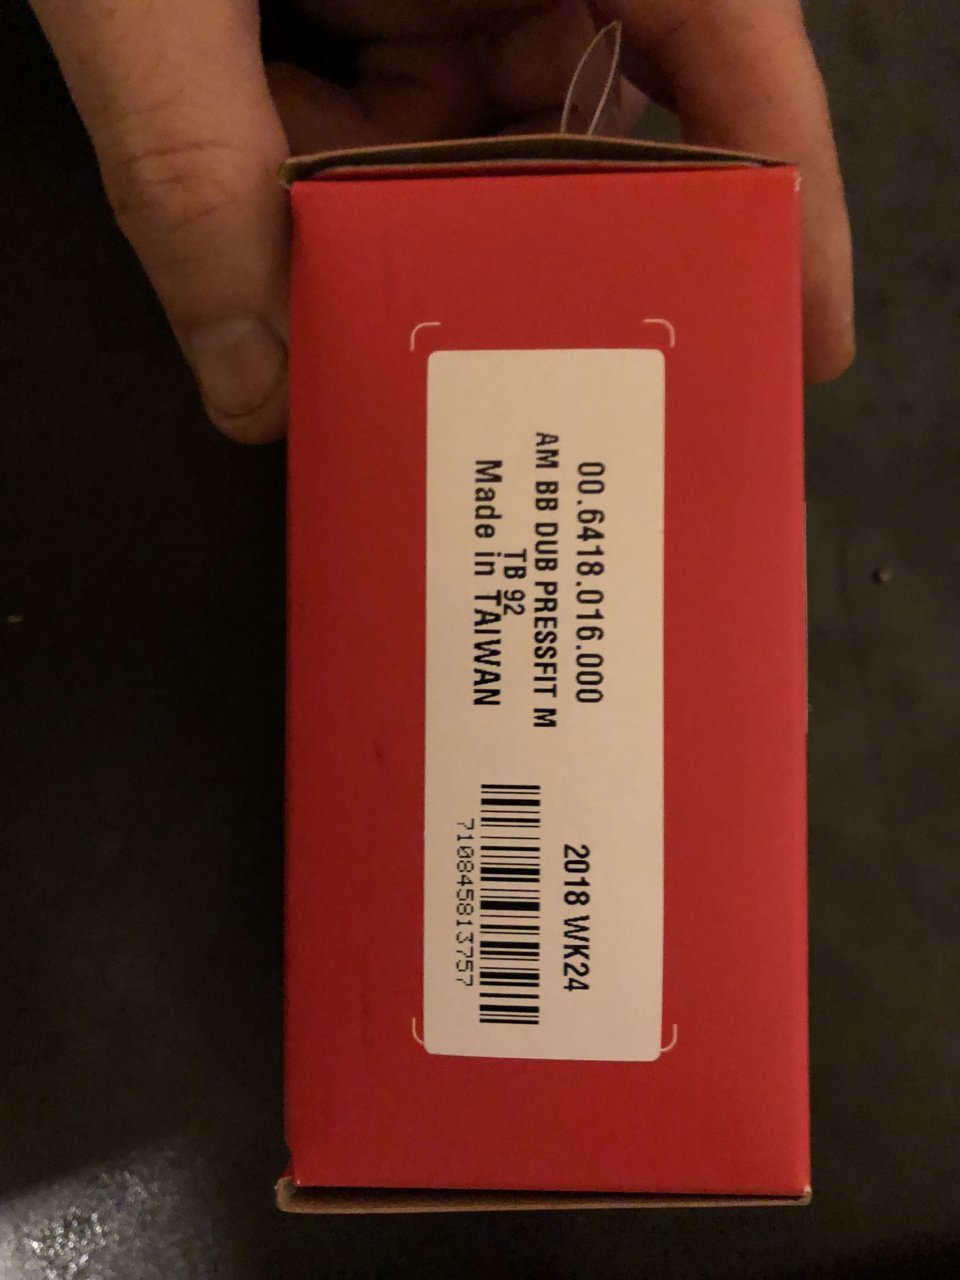 00.6418.016.000
AM BB DUB PRESSFIT M
TB 92
Made in TAIWAN
2018 WK24
710845813757